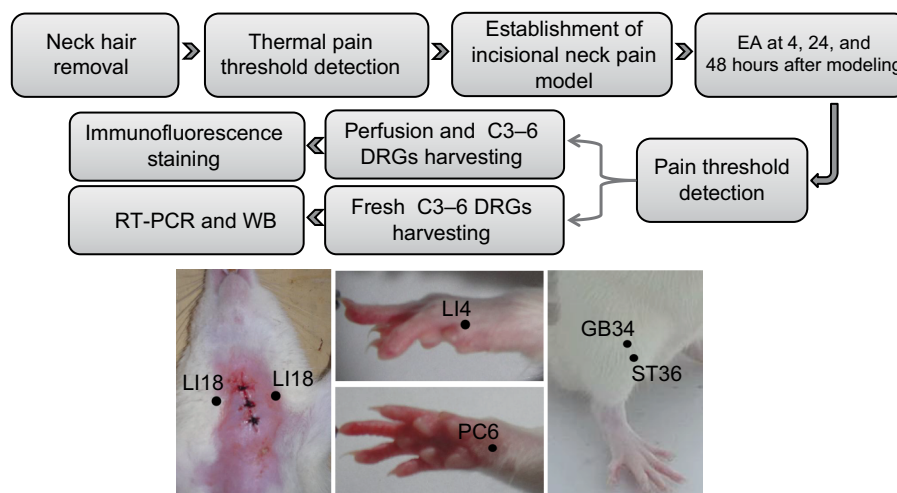 Neck hair
removal
Thermal pain
threshold detection
Establishment of
incisional neck pain
model
EA at 4, 24, and
48 hours after modeling
Pain threshold
detection
Perfusion and C3–6
DRGs harvesting
Immunofluorescence
staining
Fresh C3–6 DRGs
harvesting
RT-PCR and WB
LI18
LI18
LI4
PC6
GB34
ST36